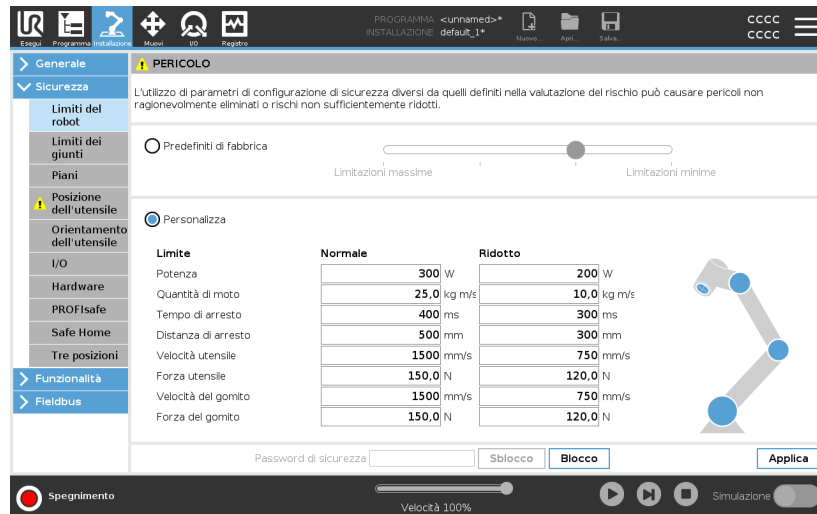 PROGRAMMA <unnamed>*
INSTALLAZIONE default_1*
Nuovo... Apri... Salva...
cccc
cccc
Esegui Programma Installazione Muovi I/O Registro
Generale
Sicurezza
Limiti del
robot
Limiti dei
giunti
Piani
Posizione
dell'utensile
Orientamento
dell'utensile
I/O
Hardware
PROFIsafe
Safe Home
Tre posizioni
Funzionalità
Fieldbus
PERICOLO
L'utilizzo di parametri di configurazione di sicurezza diversi da quelli definiti nella valutazione del rischio può causare pericoli non
ragionevolmente eliminati o rischi non sufficientemente ridotti.
Predefiniti di fabbrica
Limitazioni massime Limitazioni minime
Personalizza
Limite Normale Ridotto
Potenza 300 W 200 W
Quantità di moto 25,0 kg m/s 10,0 kg m/s
Tempo di arresto 400 ms 300 ms
Distanza di arresto 500 mm 300 mm
Velocità utensile 1500 mm/s 750 mm/s
Forza utensile 150,0 N 120,0 N
Velocità del gomito 1500 mm/s 750 mm/s
Forza del gomito 150,0 N 120,0 N
Password di sicurezza Sblocco Blocco Applica
Spegnimento
Velocità 100%
Simulazione